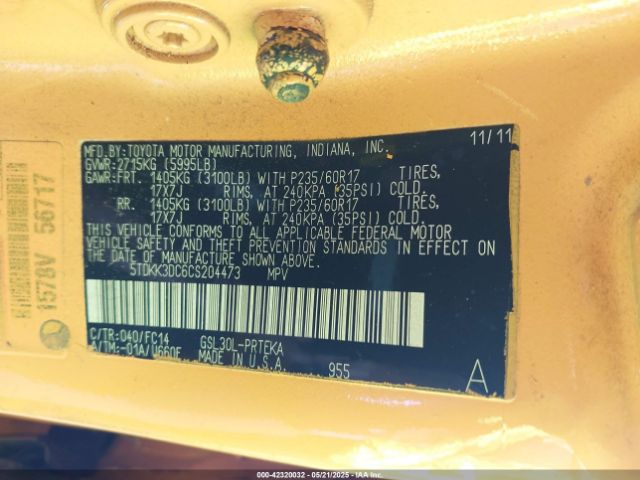 MFD.BY:TOYOTA MOTOR MANUFACTURING, INDIANA, INC. 11/11
GVWR:2715KG (5995LB)
GAWR:FRT. 1405KG (3100LB) WITH P235/60R17 TIRES,
17X7J RIMS, AT 240KPA (35PSI) COLD.
RR. 1405KG (3100LB) WITH P235/60R17 TIRES,
17X7J RIMS, AT 240KPA (35PSI) COLD.
THIS VEHICLE CONFORMS TO ALL APPLICABLE FEDERAL MOTOR
VEHICLE SAFETY AND THEFT PREVENTION STANDARDS IN EFFECT ON
THE DATE OF MANUFACTURE SHOWN ABOVE.
5TDKK3DC6CS204473 MPV
C/TR:040/FC14 GSL30L-PRTEKA
A/TM:-01A/U660F MADE IN U.S.A. 955 A
1578V 56717
000-42320032 - 05/21/2025 - IAA Inc.